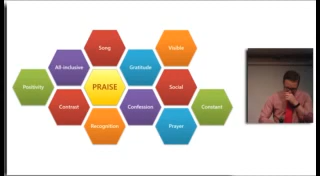 Song
Visible
All-inclusive
Gratitude
Positivity
PRAISE
Social
Contrast
Confession
Constant
Recognition
Prayer